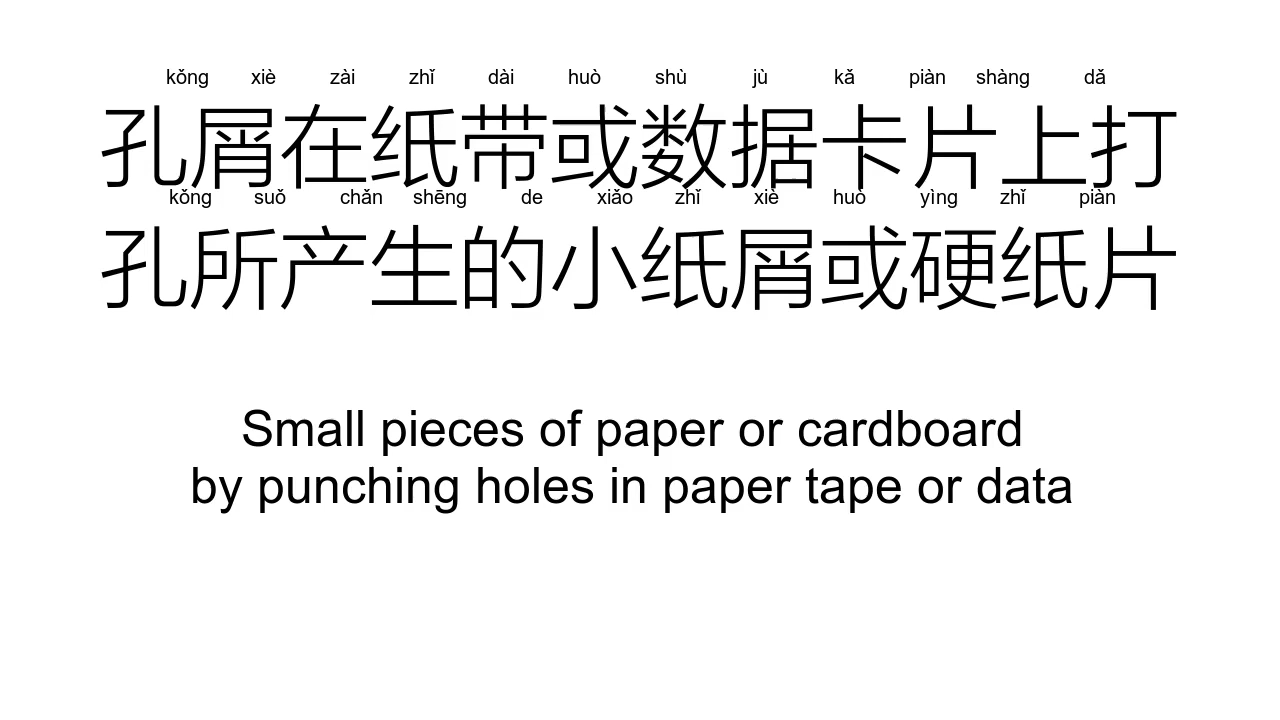 kǒng xiè zài zhǐ dài huò shù jù kǎ piàn shàng dǎ
孔屑在纸带或数据卡片上打
kǒng suǒ chǎn shēng de xiǎo zhǐ xiè huò yìng zhǐ piàn
孔所产生的小纸屑或硬纸片
Small pieces of paper or cardboard
by punching holes in paper tape or data